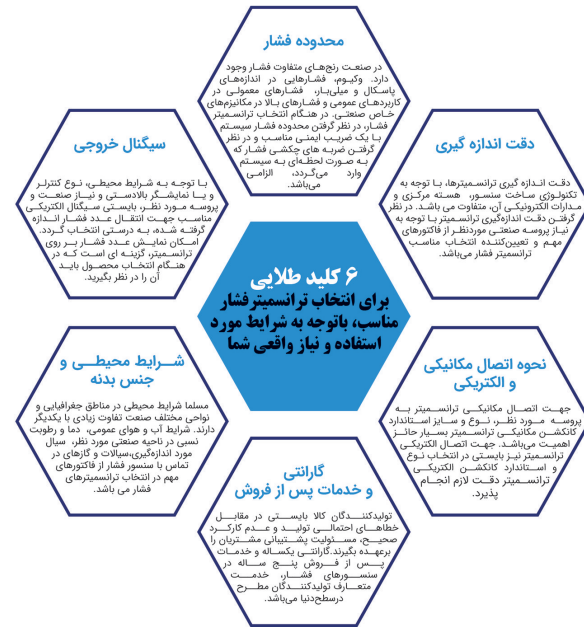 محدوده فشار
در صنعت رنج‌های متفاوت فشار وجود
دارد. وکیوم، فشارهایی در اندازه‌های
پاسکال و میلی‌بار، فشارهای معمولی در
کاربردهای عمومی و فشارهای بالا در مکانیزم‌های
خاص صنعتی. در هنگام انتخاب ترانسمیتر
فشار، در نظر گرفتن محدوده فشار سیستم
با یک ضریب ایمنی مناسب و در نظر
گرفتن ضربه های چکشی فشار که
به صورت لحظه‌ای به سیستم
وارد می‌گردد، الزامی
می‌باشد.
دقت اندازه گیری
دقت اندازه گیری ترانسمیترها، با توجه به
تکنولوژی ساخت سنسور، هسته مرکزی و
مدارات الکترونیکی آن، متفاوت می باشد. در نظر
گرفتن دقت اندازه‌گیری ترانسمیتر با توجه به
نیاز پروسه صنعتی موردنظر از فاکتورهای
مهم و تعیین‌کننده انتخاب مناسب
ترانسمیتر فشار می‌باشد.
سیگنال خروجی
با توجه به شرایط محیطی، نوع کنترلر
و یا نمایشگر بالادستی و نیاز صنعت و
پروسه مورد نظر، بایستی سیگنال الکتریکی
مناسب جهت انتقال عدد فشار اندازه
گرفته شده، به درستی انتخاب گردد.
امکان نمایش عدد فشار بر روی
ترانسمیتر، گزینه ای است که در
هنگام انتخاب محصول باید
آن را در نظر بگیرید.
۶ کلید طلایی
برای انتخاب ترانسمیترفشار
مناسب، باتوجه به شرایط مورد
استفاده و نیاز واقعی شما
نحوه اتصال مکانیکی
و الکتریکی
جهت اتصال مکانیکی ترانسمیتر به
پروسه مورد نظر، نوع و سایز استاندارد
کانکشن مکانیکی ترانسمیتر بسیار حائز
اهمیت می‌باشد. جهت اتصال الکتریکی
ترانسمیتر نیز بایستی در انتخاب نوع
و استاندارد کانکشن الکتریکی
ترانسمیتر دقت لازم انجام
پذیرد.
شرایط محیطی و
جنس بدنه
مسلما شرایط محیطی در مناطق جغرافیایی و
نواحی مختلف صنعت تفاوت زیادی با یکدیگر
دارند. شرایط آب و هوای عمومی، دما و رطوبت
نسبی در ناحیه صنعتی مورد نظر، سیال
مورد اندازه‌گیری،سیالات و گازهای در
تماس با سنسور فشار از فاکتورهای
مهم در انتخاب ترانسمیترهای
فشار می باشد.
گارانتی
و خدمات پس از فروش
تولیدکنندگان کالا بایستی در مقابل
خطاهای احتمالی تولید و عدم کارکرد
صحیح، مسئولیت پشتیبانی مشتریان را
برعهده بگیرند.گارانتی یکساله و خدمات
پس از فروش پنج ساله در
سنسورهای فشار، خدمت
متعارف تولیدکنندگان مطرح
درسطح‌دنیا می‌باشد.